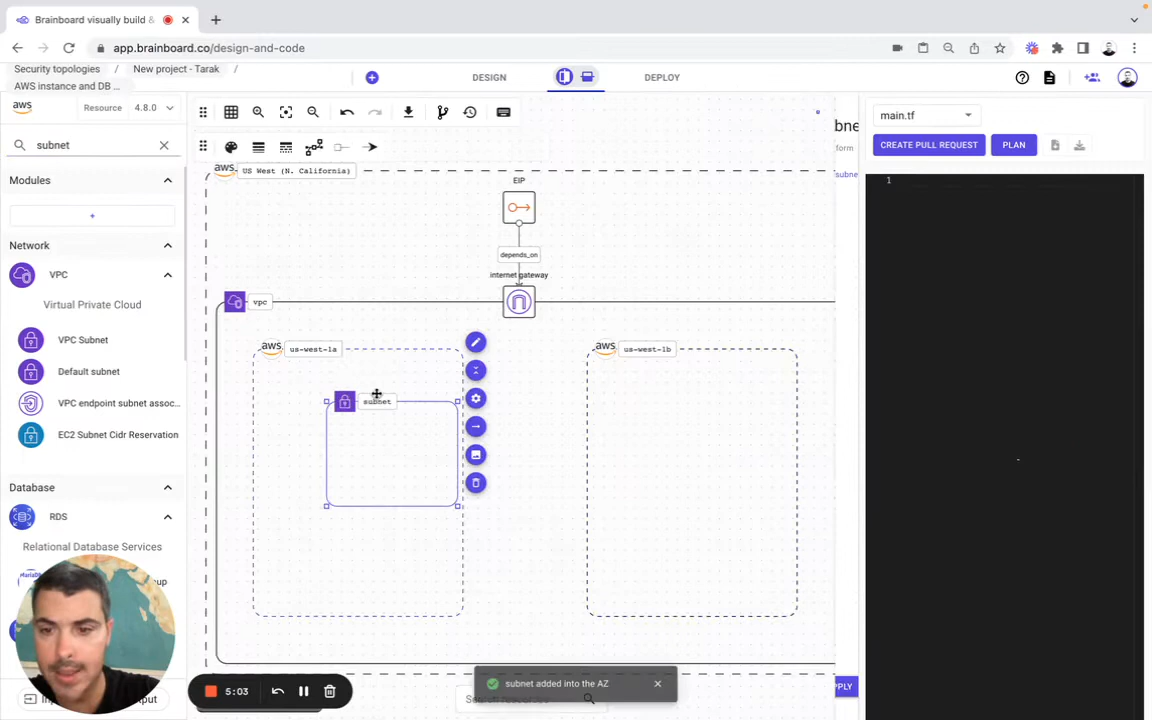 Brainboard visually build &
app.brainboard.co/design-and-code
Security topologies / New project - Tarak /
AWS instance and DB ...
DESIGN
DEPLOY
aws
Resource 4.8.0
subnet
Modules
+
Network
VPC
Virtual Private Cloud
VPC Subnet
Default subnet
VPC endpoint subnet assoc...
EC2 Subnet Cidr Reservation
Database
RDS
Relational Database Services
aws US West (N. California)
EIP
depends_on
internet gateway
vpc
aws us-west-1a
subnet
aws us-west-1b
subnet added into the AZ
5:03
form
main.tf
CREATE PULL REQUEST
PLAN
1